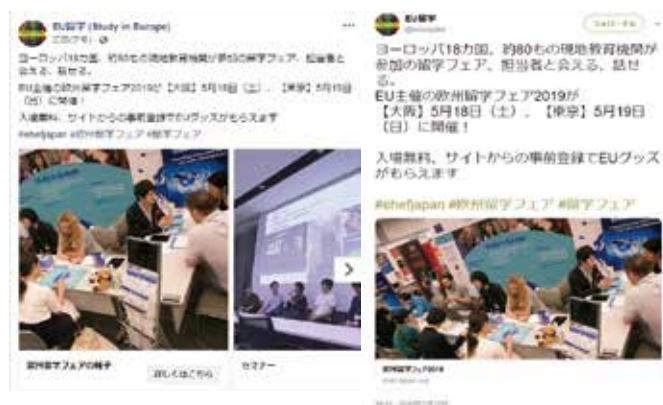 EU留学 (Study in Europe)
ヨーロッパ18カ国、約80もの現地教育機関が参加の留学フェア、担当者と
会える、話せる。
EU主催の欧州留学フェア2019が【大阪】5月18日（土）、【東京】5月19日
（日）に開催！
入場無料、サイトからの事前登録でEUグッズがもらえます
#ehefjapan #欧州留学フェア #留学フェア
欧州留学フェアの様子
詳しくはこちら
セミナー
EU留学
フォローする
ヨーロッパ18カ国、約80もの現地教育機関が
参加の留学フェア、担当者と会える、話せ
る。
EU主催の欧州留学フェア2019が
【大阪】5月18日（土）、【東京】5月19日
（日）に開催！
入場無料、サイトからの事前登録でEUグッズ
がもらえます
#ehefjapan #欧州留学フェア #留学フェア
欧州留学フェア2019